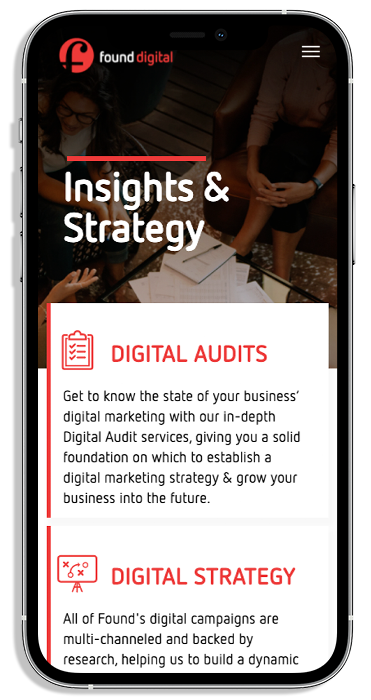 found digital
Insights &
Strategy
DIGITAL AUDITS
Get to know the state of your business’
digital marketing with our in-depth
Digital Audit services, giving you a solid
foundation on which to establish a
digital marketing strategy & grow your
business into the future.
DIGITAL STRATEGY
All of Found's digital campaigns are
multi-channeled and backed by
research, helping us to build a dynamic